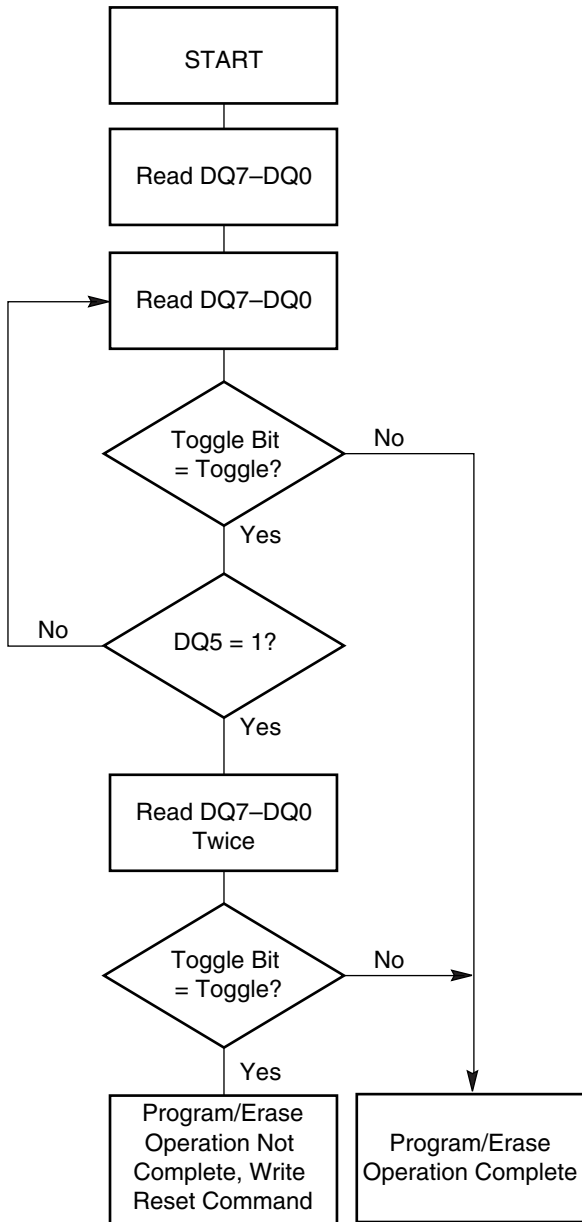 START
Read DQ7–DQ0
Read DQ7–DQ0
Toggle Bit
= Toggle?
No
Yes
No
DQ5 = 1?
Yes
Read DQ7–DQ0
Twice
Toggle Bit
= Toggle?
No
Yes
Program/Erase
Operation Not
Complete, Write
Reset Command
Program/Erase
Operation Complete